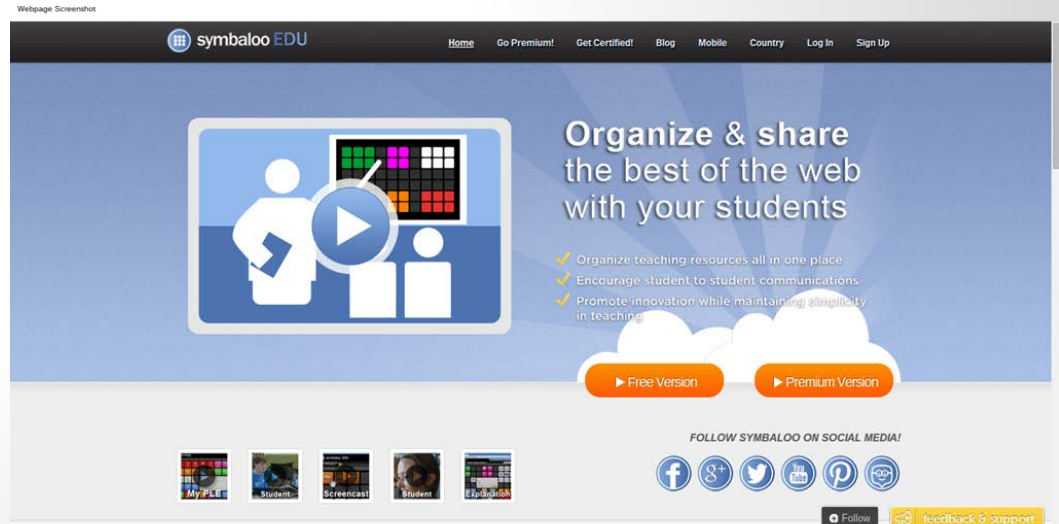 Webpage Screenshot
symbaloo EDU
Home Go Premium! Get Certified! Blog Mobile Country Log In Sign Up
Organize & share
the best of the web
with your students
Organize teaching resources all in one place
Encourage student to student communications
Promote innovation while maintaining simplicity
in teaching
Free Version Premium Version
FOLLOW SYMBALOO ON SOCIAL MEDIA!
f g+ You Tube
My PLE Student Screencast Student Explanation
Follow feedback & support